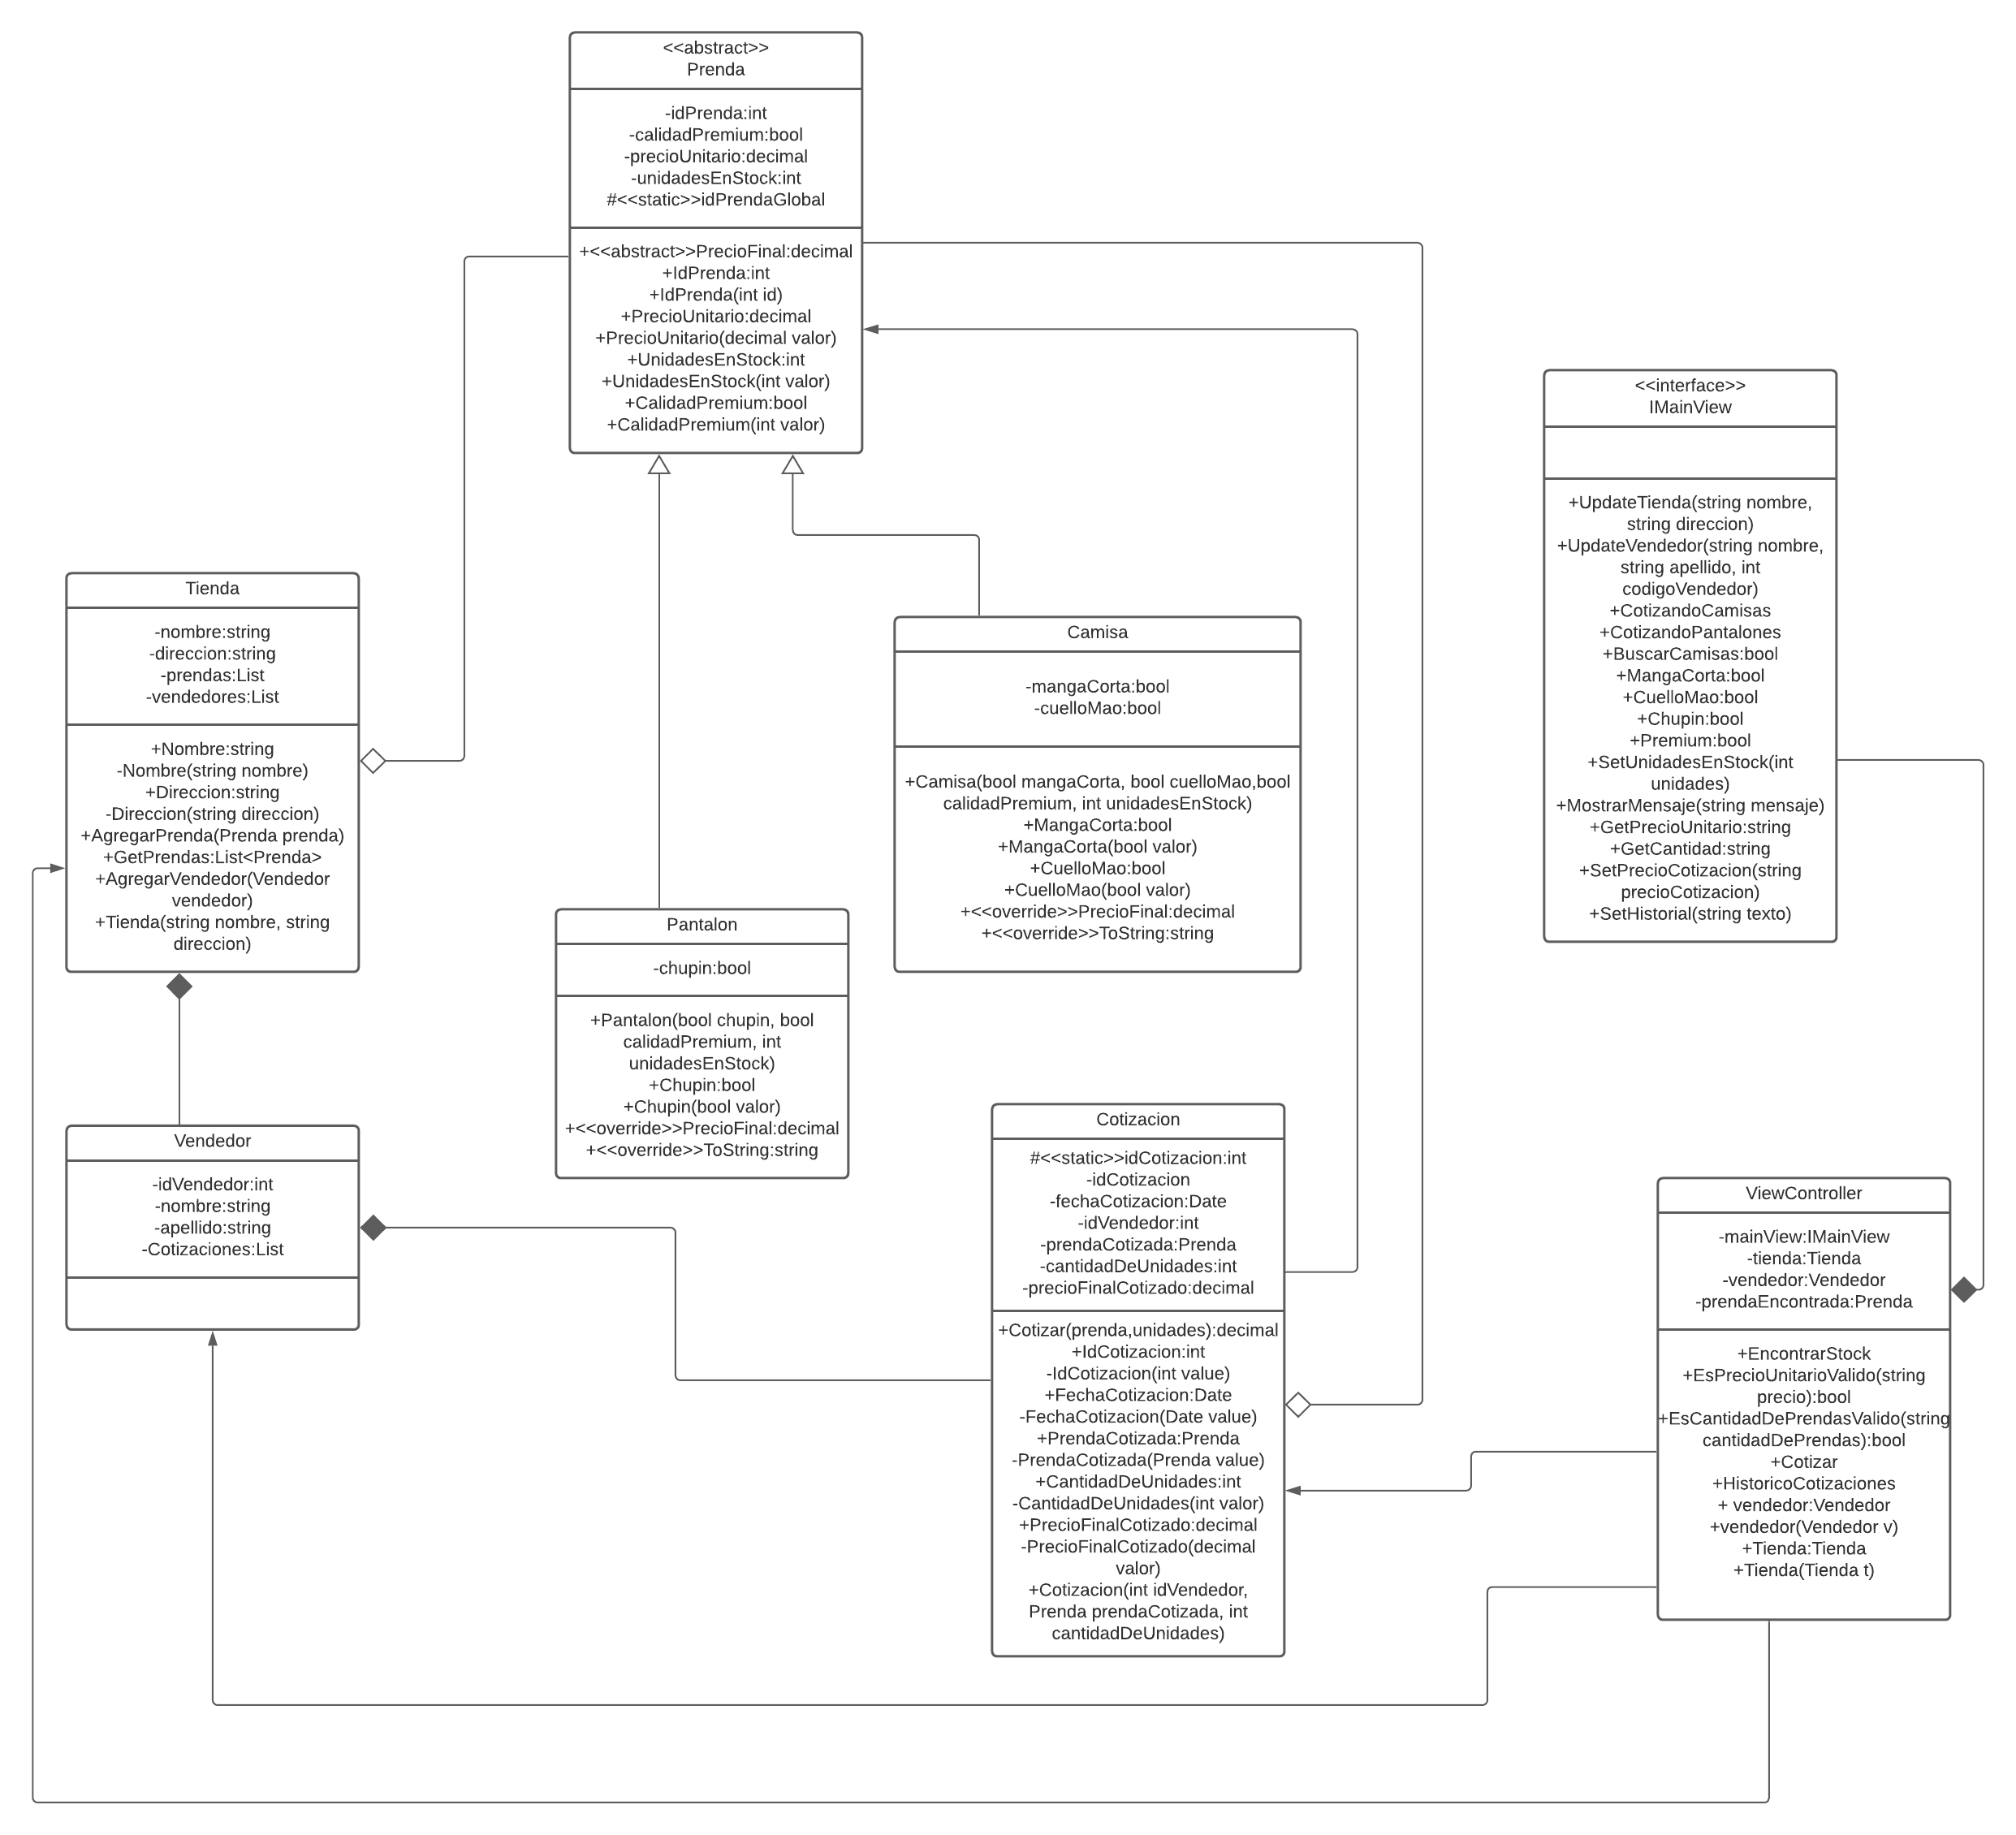 <<abstract>>
Prenda
-idPrenda:int
-calidadPremium:bool
-precioUnitario:decimal
-unidadesEnStock:int
#<<static>>idPrendaGlobal
+<<abstract>>PrecioFinal:decimal
+IdPrenda:int
+IdPrenda(int id)
+PrecioUnitario:decimal
+PrecioUnitario(decimal valor)
+UnidadesEnStock:int
+UnidadesEnStock(int valor)
+CalidadPremium:bool
+CalidadPremium(int valor)
<<interface>>
IMainView
+UpdateTienda(string nombre,
string direccion)
+UpdateVendedor(string nombre,
string apellido, int
codigoVendedor)
+CotizandoCamisas
+CotizandoPantalones
+BuscarCamisas:bool
+MangaCorta:bool
+CuelloMao:bool
+Chupin:bool
+Premium:bool
+SetUnidadesEnStock(int
unidades)
+MostrarMensaje(string mensaje)
+GetPrecioUnitario:string
+GetCantidad:string
+SetPrecioCotizacion(string
precioCotizacion)
+SetHistorial(string texto)
Tienda
-nombre:string
-direccion:string
-prendas:List
-vendedores:List
+Nombre:string
-Nombre(string nombre)
+Direccion:string
-Direccion(string direccion)
+AgregarPrenda(Prenda prenda)
+GetPrendas:List<Prenda>
+AgregarVendedor(Vendedor
vendedor)
+Tienda(string nombre, string
direccion)
Camisa
-mangaCorta:bool
-cuelloMao:bool
+Camisa(bool mangaCorta, bool cuelloMao,bool
calidadPremium, int unidadesEnStock)
+MangaCorta:bool
+MangaCorta(bool valor)
+CuelloMao:bool
+CuelloMao(bool valor)
+<<override>>PrecioFinal:decimal
+<<override>>ToString:string
Pantalon
-chupin:bool
+Pantalon(bool chupin, bool
calidadPremium, int
unidadesEnStock)
+Chupin:bool
+Chupin(bool valor)
+<<override>>PrecioFinal:decimal
+<<override>>ToString:string
Vendedor
-idVendedor:int
-nombre:string
-apellido:string
-Cotizaciones:List
Cotizacion
#<<static>>idCotizacion:int
-idCotizacion
-fechaCotizacion:Date
-idVendedor:int
-prendaCotizada:Prenda
-cantidadDeUnidades:int
-precioFinalCotizado:decimal
+Cotizar(prenda,unidades):decimal
+IdCotizacion:int
-IdCotizacion(int value)
+FechaCotizacion:Date
-FechaCotizacion(Date value)
+PrendaCotizada:Prenda
-PrendaCotizada(Prenda value)
+CantidadDeUnidades:int
-CantidadDeUnidades(int valor)
+PrecioFinalCotizado:decimal
-PrecioFinalCotizado(decimal
valor)
+Cotizacion(int idVendedor,
Prenda prendaCotizada, int
cantidadDeUnidades)
ViewController
-mainView:IMainView
-tienda:Tienda
-vendedor:Vendedor
-prendaEncontrada:Prenda
+EncontrarStock
+EsPrecioUnitarioValido(string
precio):bool
+EsCantidadDePrendasValido(string
cantidadDePrendas):bool
+Cotizar
+HistoricoCotizaciones
+ vendedor:Vendedor
+vendedor(Vendedor v)
+Tienda:Tienda
+Tienda(Tienda t)